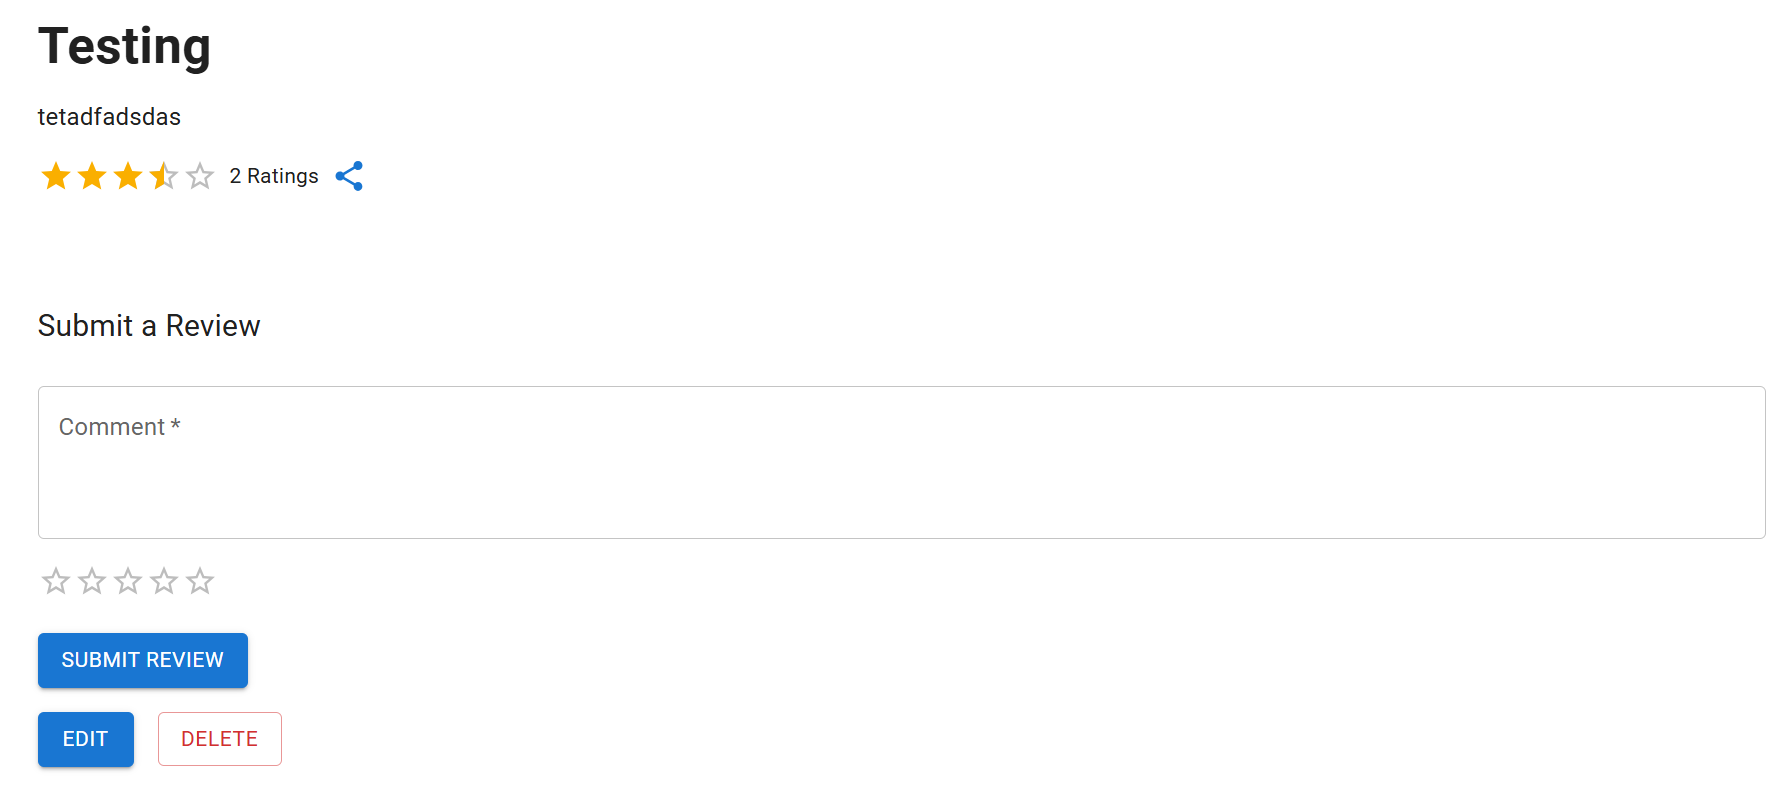 Testing
tetadfadsdas
2 Ratings
Submit a Review
Comment *
SUBMIT REVIEW
EDIT DELETE